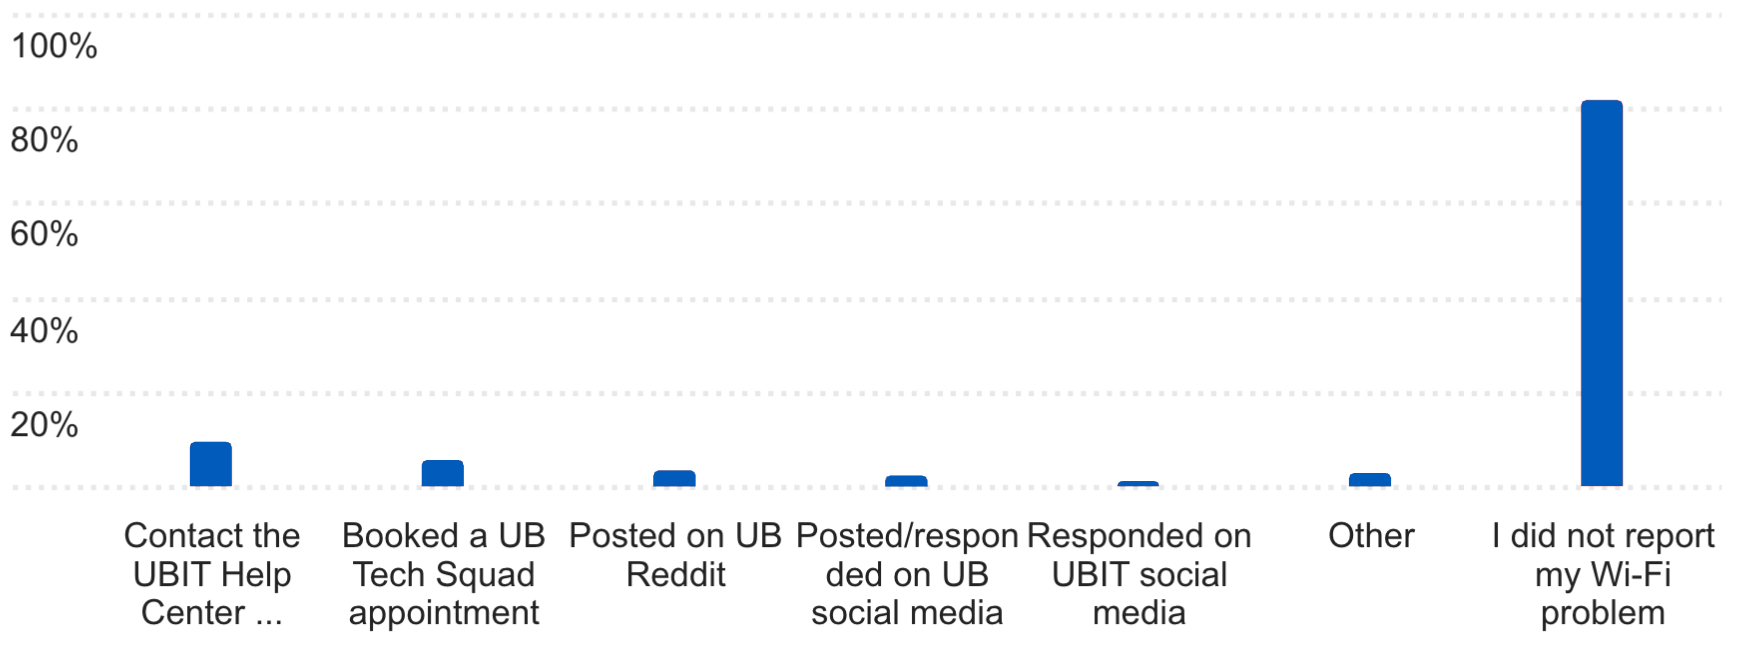 100%
80%
60%
40%
20%
Contact the
UBIT Help
Center ...
Booked a UB
Tech Squad
appointment
Posted on UB
Reddit
Posted/respon
ded on UB
social media
Responded on
UBIT social
media
Other
I did not report
my Wi-Fi
problem